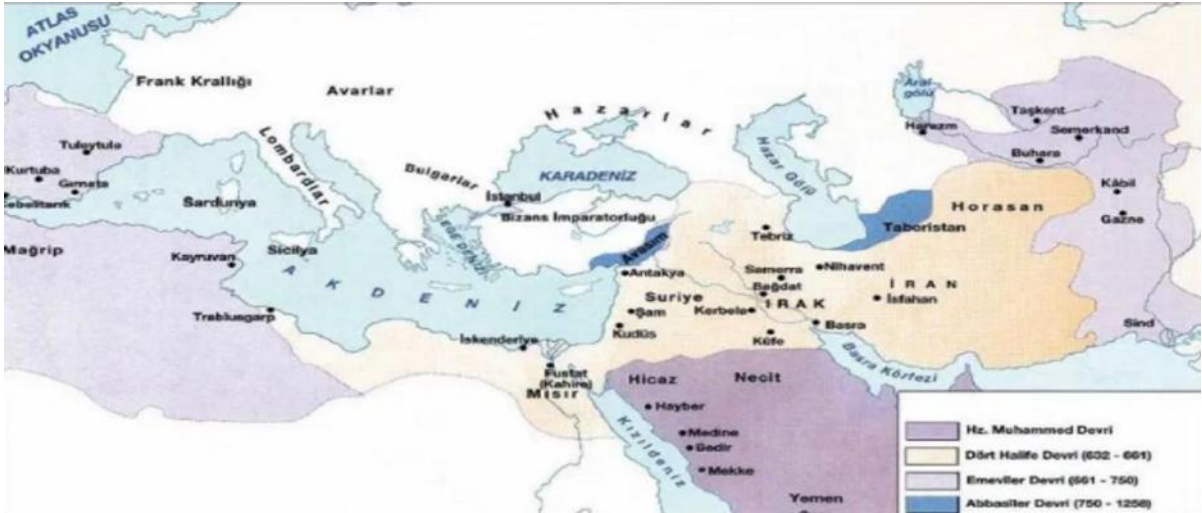 ATLAS
OKYANUSU
Frank Krallığı
Avarlar
Hazarlar
Aral
gölü
Taşkent
Harezm
Semerkand
Buhara
Tuleytula
Kurtuba
Gırnata
Lombardlar
Bulgarlar
İstanbul
KARADENİZ
Hazar Gölü
Kâbil
Gazne
Horasan
Sardunya
Bizans İmparatorluğu
Taboristan
Mağrip
Kayruvan
Sicilya
Ege Denizi
Avasım
Tebriz
Antakya
Nihavent
Samerra
Bağdat
İRAN
AKDENİZ
Suriye
Şam
Kerbela
IRAK
İsfahan
Trablusgarp
Kudüs
Basra
Sind
İskenderiye
Kûfe
Basra Körfezi
Fustat
(Kahire)
Mısır
Hicaz
Necit
Hayber
Medine
Bedir
Mekke
Kızıldeniz
Yemen
Hz. Muhammed Devri
Dört Halife Devri (632 - 661)
Emeviler Devri (661 - 750)
Abbasiler Devri (750 - 1258)